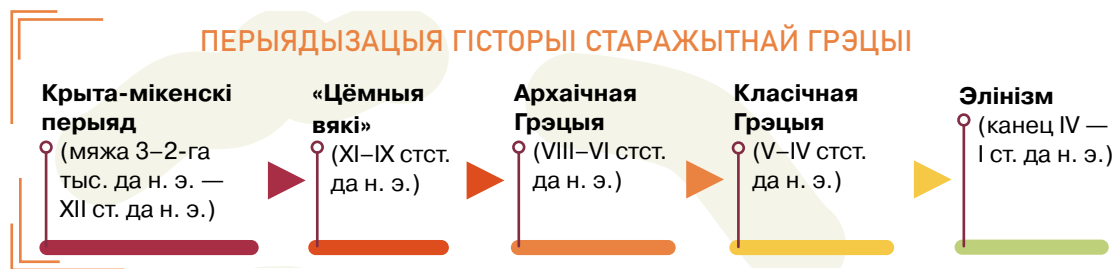 ПЕРЫЯДЫЗАЦЫЯ ГІСТОРЫІ СТАРАЖЫТНАЙ ГРЭЦЫІ
Крыта-мікенскі
перыяд
(мяжа 3–2-га
тыс. да н. э. —
XII ст. да н. э.)
«Цёмныя
вякі»
(XI–IX стст.
да н. э.)
Архаічная
Грэцыя
(VIII–VI стст.
да н. э.)
Класічная
Грэцыя
(V–IV стст.
да н. э.)
Элінізм
(канец IV —
I ст. да н. э.)